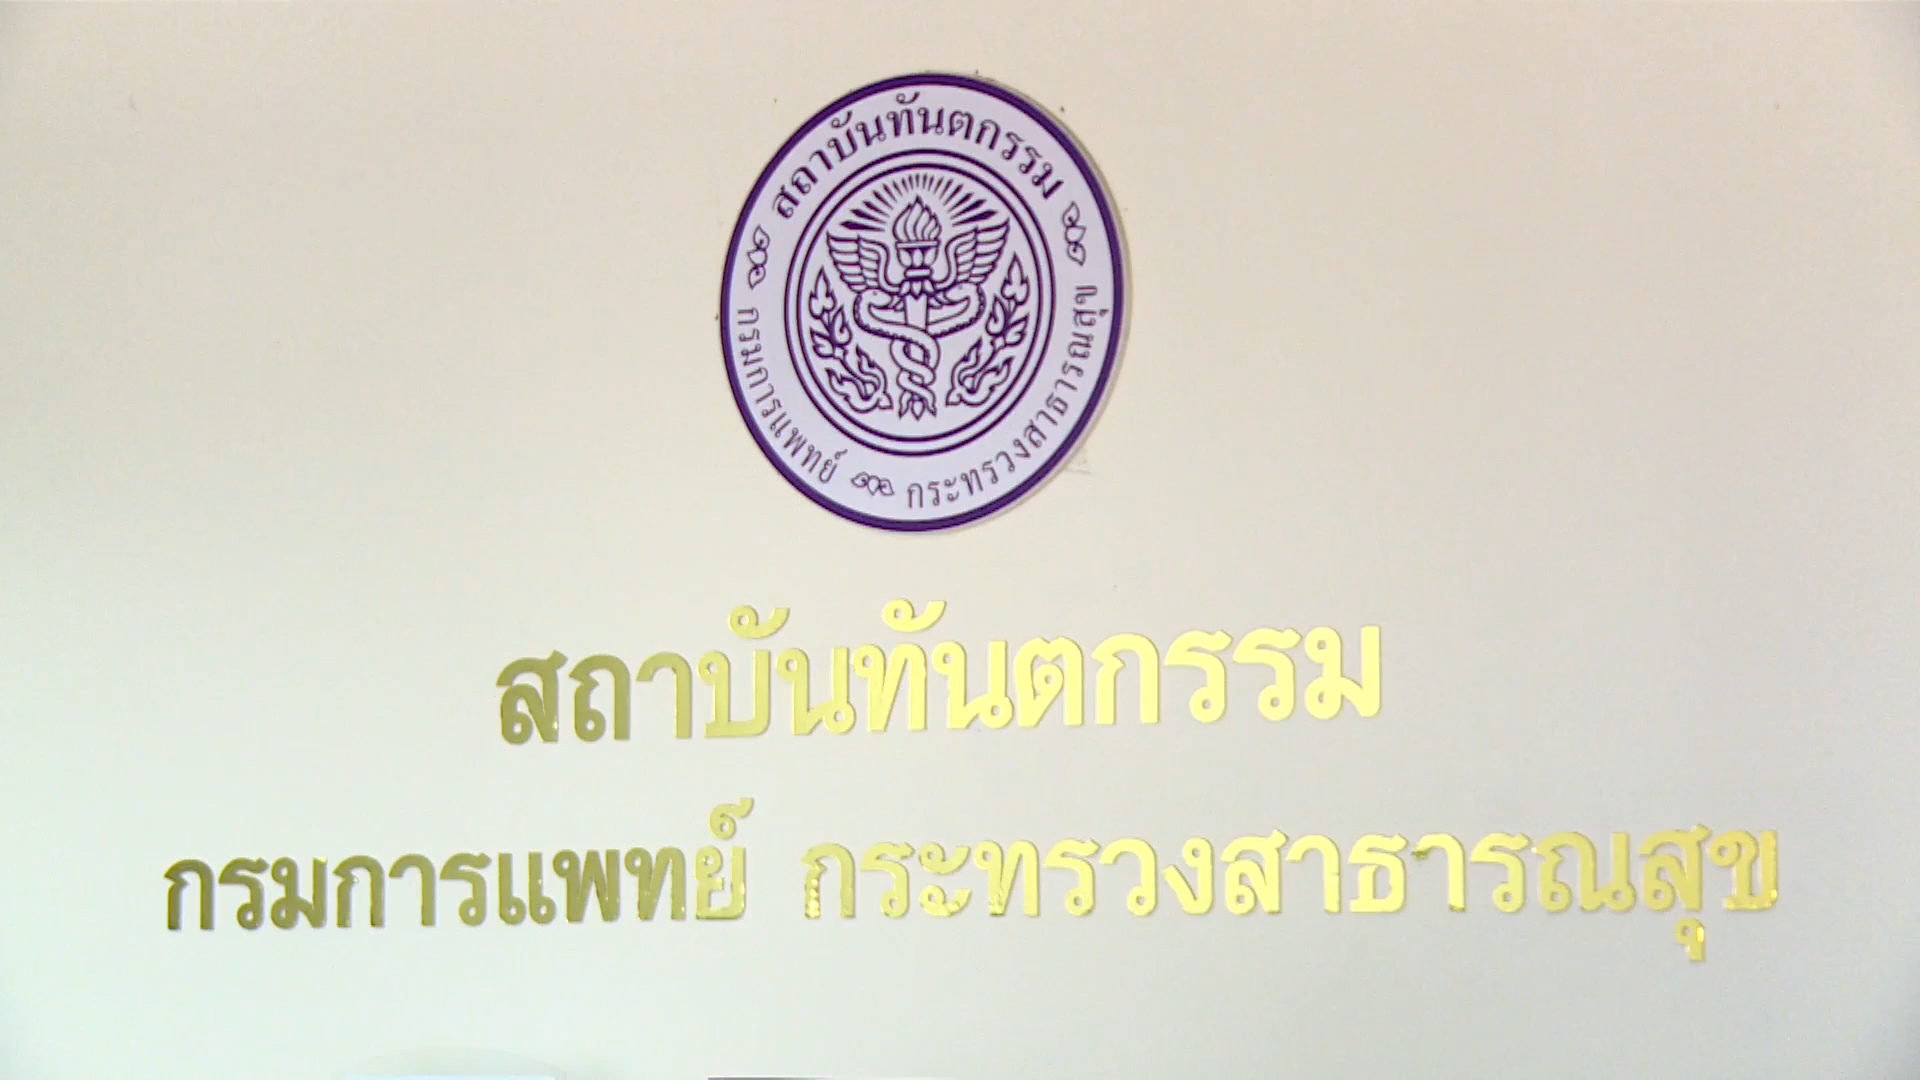 สถาบันทันตกรรม
กรมการแพทย์ กระทรวงสาธารณสุข
สถาบันทันตกรรม
กรมการแพทย์ กระทรวงสาธารณสุข